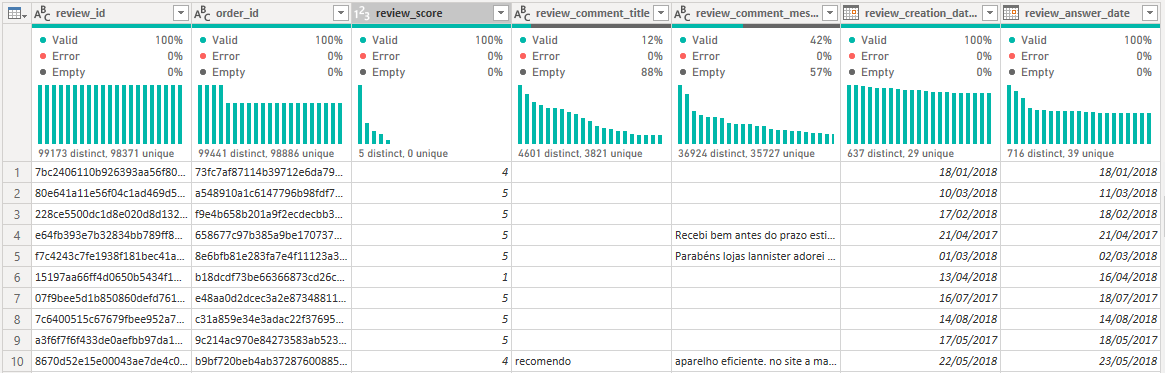 review_id order_id review_score review_comment_title review_comment_mes... review_creation_dat... review_answer_date
Valid 100% Valid 100% Valid 100% Valid 12% Valid 42% Valid 100% Valid 100%
Error 0% Error 0% Error 0% Error 0% Error 0% Error 0% Error 0%
Empty 0% Empty 0% Empty 0% Empty 88% Empty 57% Empty 0% Empty 0%
99173 distinct, 98371 unique 99441 distinct, 98886 unique 5 distinct, 0 unique 4601 distinct, 3821 unique 36924 distinct, 35727 unique 637 distinct, 29 unique 716 distinct, 39 unique
1 7bc2406110b926393aa56f80... 73fc7af87114b39712e6da79... 4 18/01/2018 18/01/2018
2 80e641a11e56f04c1ad469d5... a548910a1c6147796b98fdf7... 5 10/03/2018 11/03/2018
3 228ce5500dc1d8e020d8d132... f9e4b658b201a9f2ecdecbb3... 5 17/02/2018 18/02/2018
4 e64fb393e7b32834bb789ff8... 658677c97b385a9be170737... 5 Recebi bem antes do prazo esti... 21/04/2017 21/04/2017
5 f7c4243c7fe1938f181bec41a... 8e6bfb81e283fa7e4f11123a3... 5 Parabéns lojas lannister adorei ... 01/03/2018 02/03/2018
6 15197aa66ff4d0650b5434f1... b18dcdf73be66366873cd26c... 1 13/04/2018 16/04/2018
7 07f9bee5d1b850860defd761... e48aa0d2dcec3a2e87348811... 5 16/07/2017 18/07/2017
8 7c6400515c67679fbee952a7... c31a859e34e3adac22f37695... 5 14/08/2018 14/08/2018
9 a3f6f7f6f433de0aefbb97da1... 9c214ac970e84273583ab523... 5 17/05/2017 18/05/2017
10 8670d52e15e00043ae7de4c0... b9bf720beb4ab37287600885... 4 recomendo aparelho eficiente. no site a ma... 22/05/2018 23/05/2018